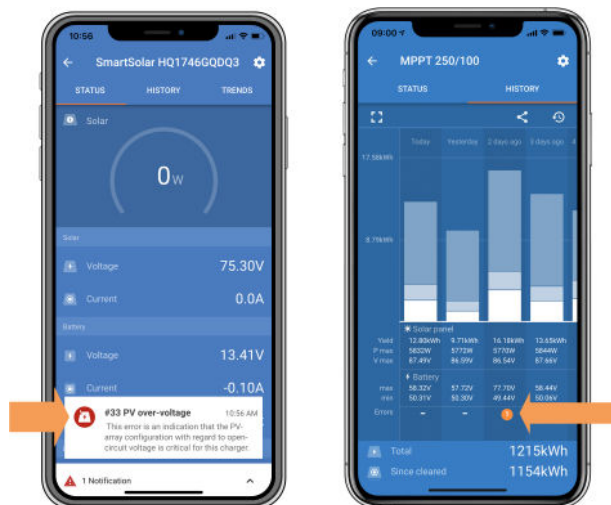 10:56
SmartSolar HQ1746GQDQ3
STATUS HISTORY TRENDS
Solar
0W
Solar
Voltage 75.30V
Current 0.0A
Battery
Voltage 13.41V
Current -0.10A
#33 PV over-voltage 10:56 AM
This error is an indication that the PV-
array configuration with regard to open-
circuit voltage is critical for this charger.
1 Notification
09:00
MPPT 250/100
STATUS HISTORY
Today Yesterday 2 days ago 3 days ago 4
17.58kWh
8.79kWh
Solar panel
Yield 12.80kWh 9.71kWh 16.18kWh 13.65kWh
P max 5832W 5772W 5770W 5844W
V max 87.49V 86.59V 86.54V 87.66V
Battery
max 58.32V 57.72V 77.70V 58.44V
min 50.31V 50.30V 49.44V 50.06V
Errors - - 1
Total 1215kWh
Since cleared 1154kWh